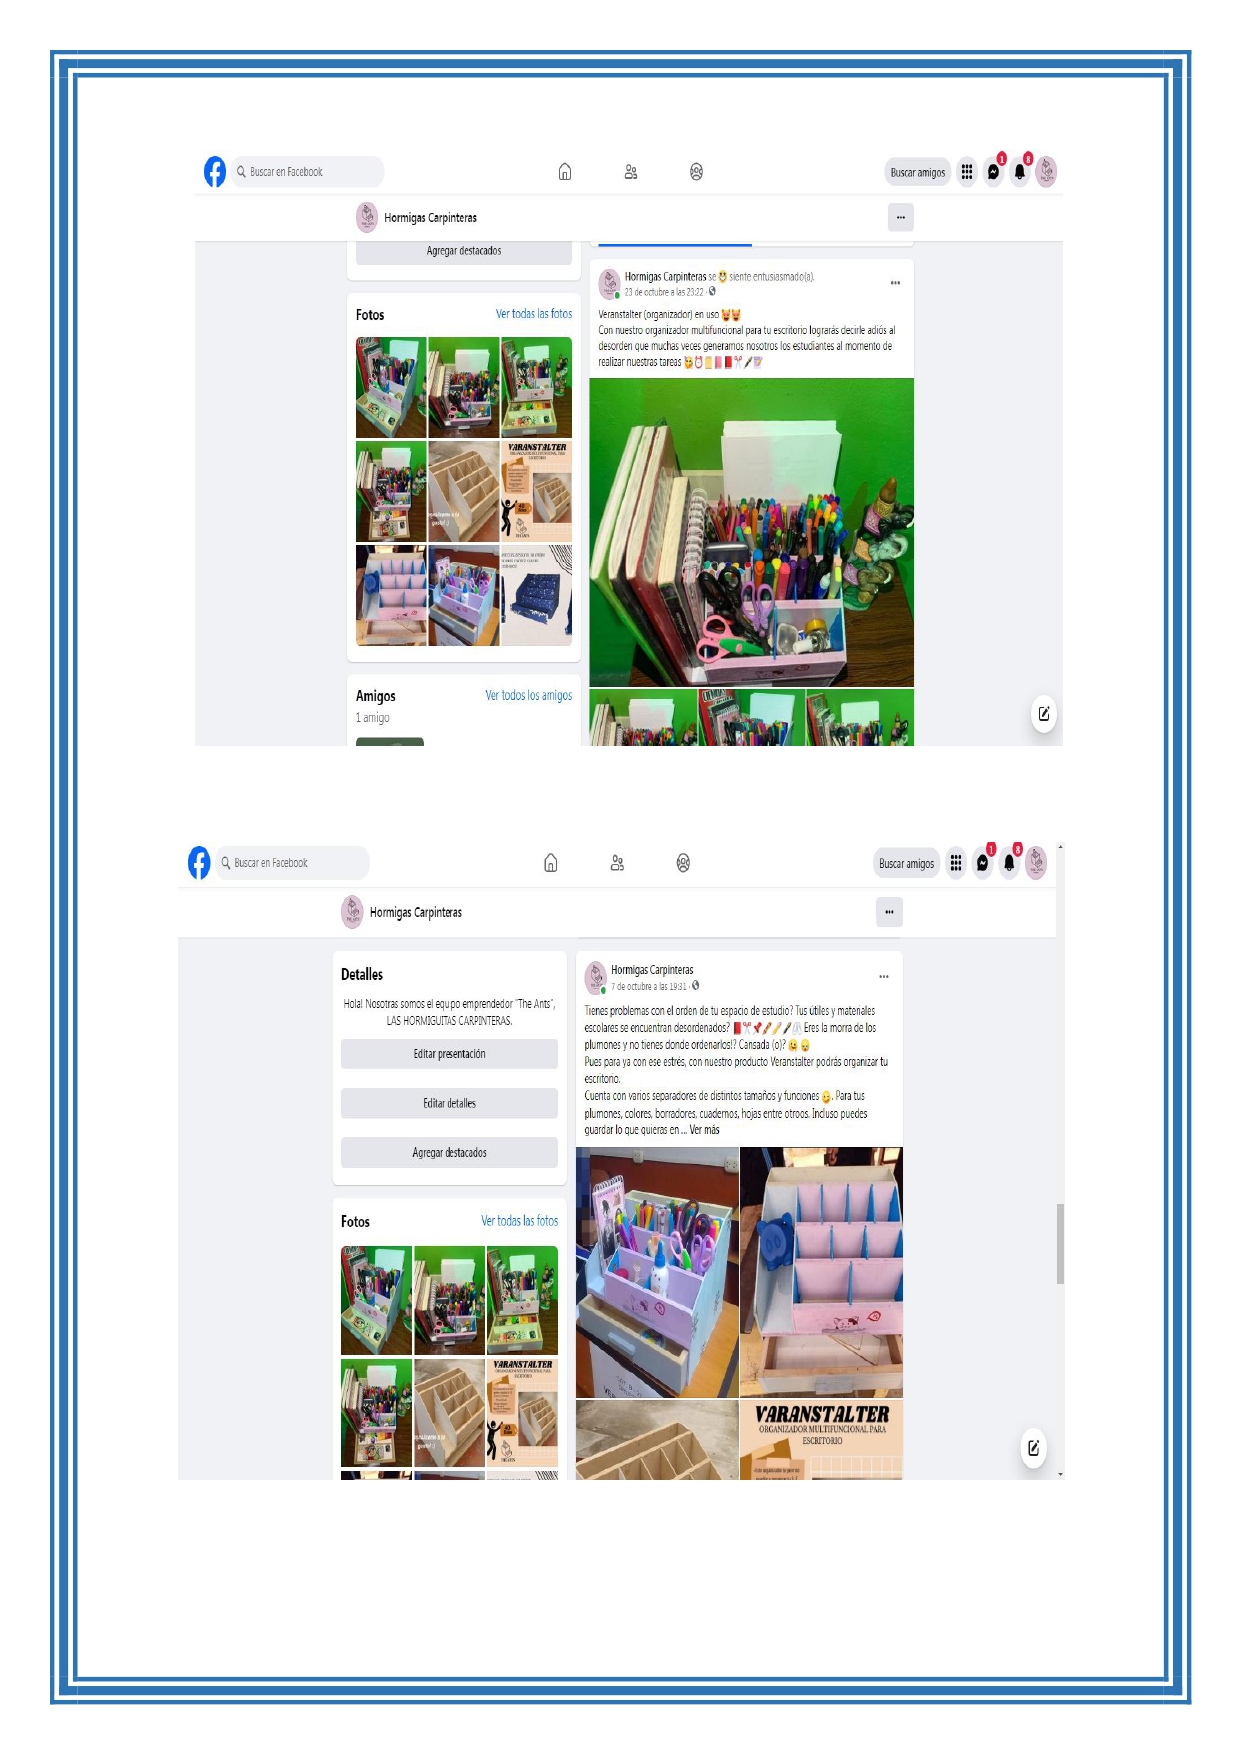 Buscar en Facebook
Buscar amigos
1
8
Hormigas Carpinteras
Agregar destacados
Fotos
Ver todas las fotos
VARANSTALTER
ORGANIZADOR MULTIFUNCIONAL PARA
ESCRITORIO
Amigos
Ver todos los amigos
1 amigo
Hormigas Carpinteras se 😃 siente entusiasmado(a).
23 de octubre a las 23:22 ·
Veranstalter (organizador) en uso
Con nuestro organizador multifuncional para tu escritorio lograrás decirle adiós al
desorden que muchas veces generamos nosotros los estudiantes al momento de
realizar nuestras tareas
Buscar en Facebook
Buscar amigos
1
8
Hormigas Carpinteras
Detalles
Hola! Nosotras somos el equipo emprendedor "The Ants",
LAS HORMIGUITAS CARPINTERAS.
Editar presentación
Editar detalles
Agregar destacados
Fotos
Ver todas las fotos
VARANSTALTER
ORGANIZADOR MULTIFUNCIONAL PARA
ESCRITORIO
Hormigas Carpinteras
7 de octubre a las 19:31 ·
Tienes problemas con el orden de tu espacio de estudio? Tus útiles y materiales
escolares se encuentran desordenados? Eres la morra de los
plumones y no tienes donde ordenarlos!? Cansada (o)?
Pues para ya con ese estrés, con nuestro producto Veranstalter podrás organizar tu
escritorio.
Cuenta con varios separadores de distintos tamaños y funciones . Para tus
plumones, colores, borradores, cuadernos, hojas entre otroos. Incluso puedes
guardar lo que quieras en ... Ver más
VARANSTALTER
ORGANIZADOR MULTIFUNCIONAL PARA
ESCRITORIO